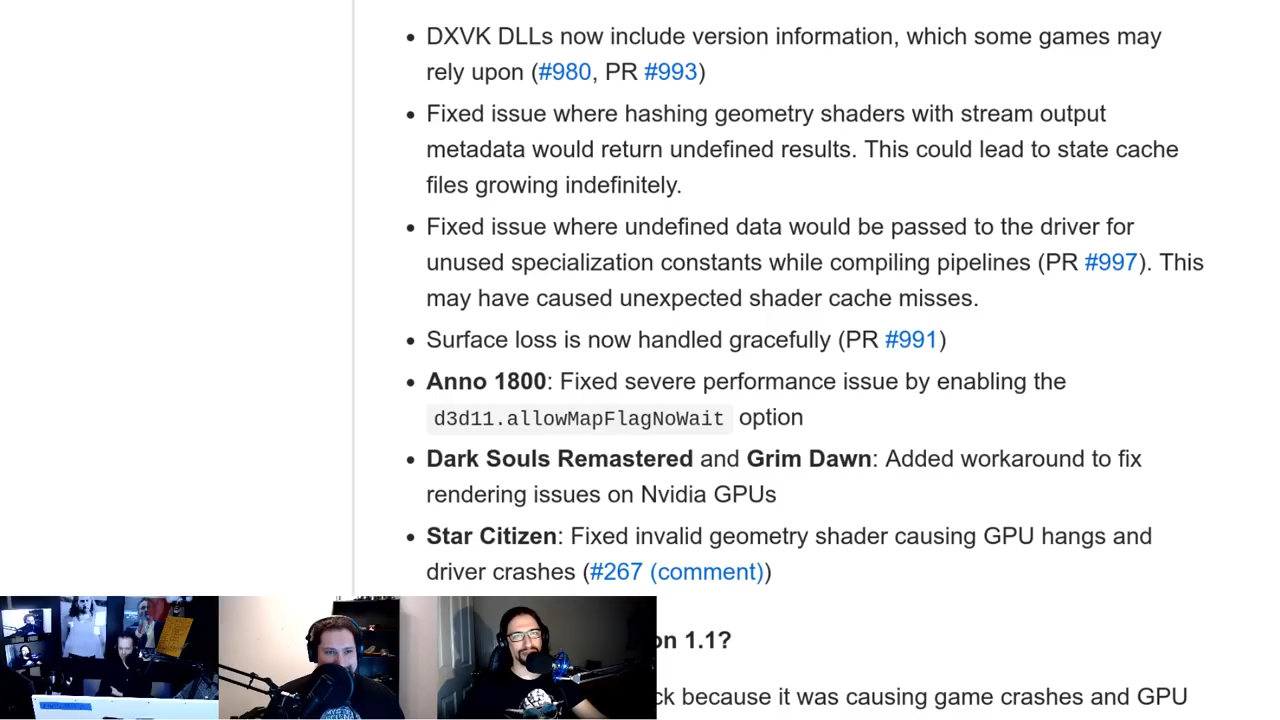 DXVK DLLs now include version information, which some games may
rely upon (#980, PR #993)
Fixed issue where hashing geometry shaders with stream output
metadata would return undefined results. This could lead to state cache
files growing indefinitely.
Fixed issue where undefined data would be passed to the driver for
unused specialization constants while compiling pipelines (PR #997). This
may have caused unexpected shader cache misses.
Surface loss is now handled gracefully (PR #991)
Anno 1800: Fixed severe performance issue by enabling the
d3d11.allowMapFlagNoWait option
Dark Souls Remastered and Grim Dawn: Added workaround to fix
rendering issues on Nvidia GPUs
Star Citizen: Fixed invalid geometry shader causing GPU hangs and
driver crashes (#267 (comment))
on 1.1?
ck because it was causing game crashes and GPU